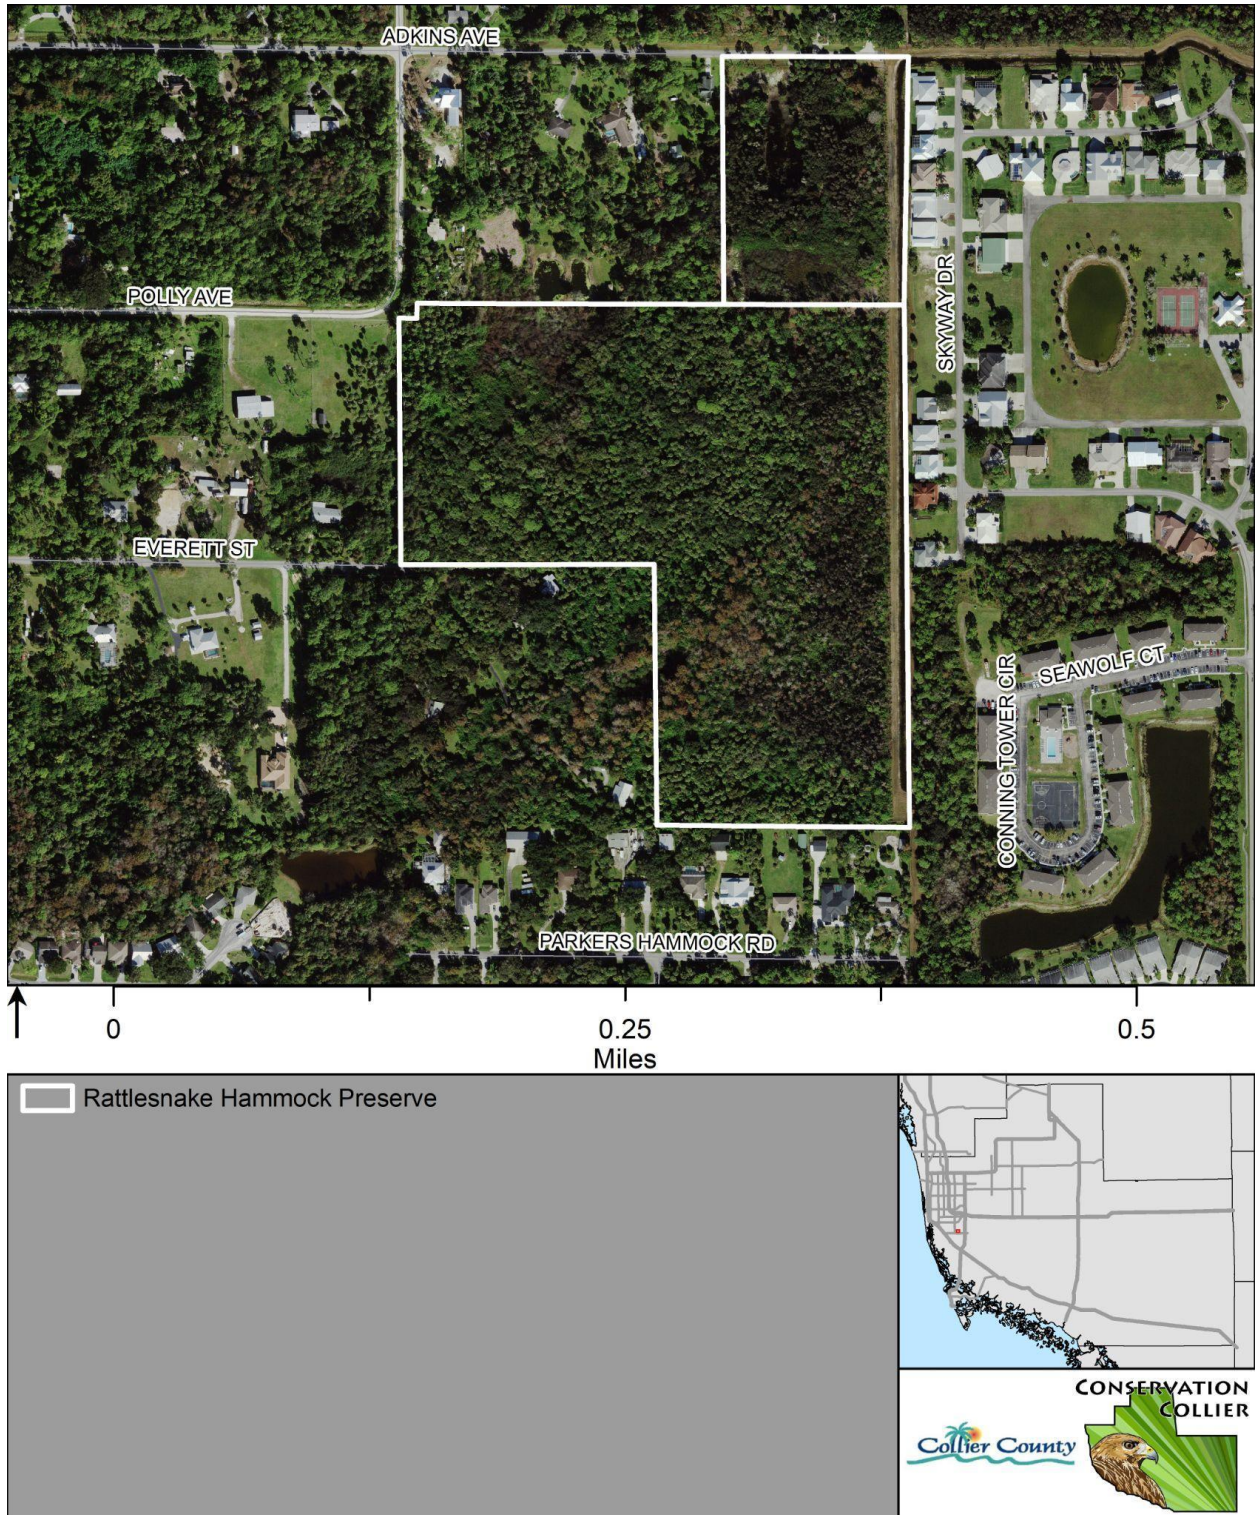 ADKINS AVE
POLLY AVE
SKYWAY DR
EVERETT ST
SEAWOLF CT
CONNING TOWER CIR
PARKERS HAMMOCK RD
0 0.25 0.5
Miles
Rattlesnake Hammock Preserve
CONSERVATION
COLLIER
Collier County